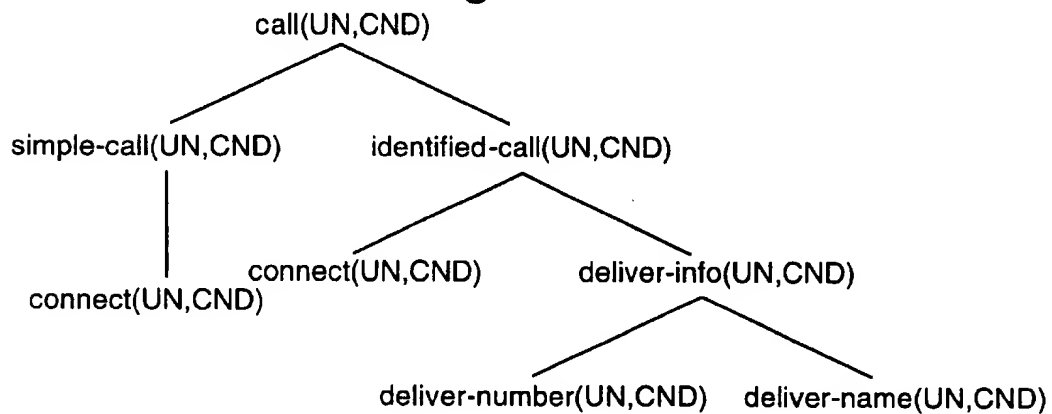 call(UN,CND)
simple-call(UN,CND)
identified-call(UN,CND)
connect(UN,CND)
connect(UN,CND)
deliver-info(UN,CND)
deliver-number(UN,CND)
deliver-name(UN,CND)